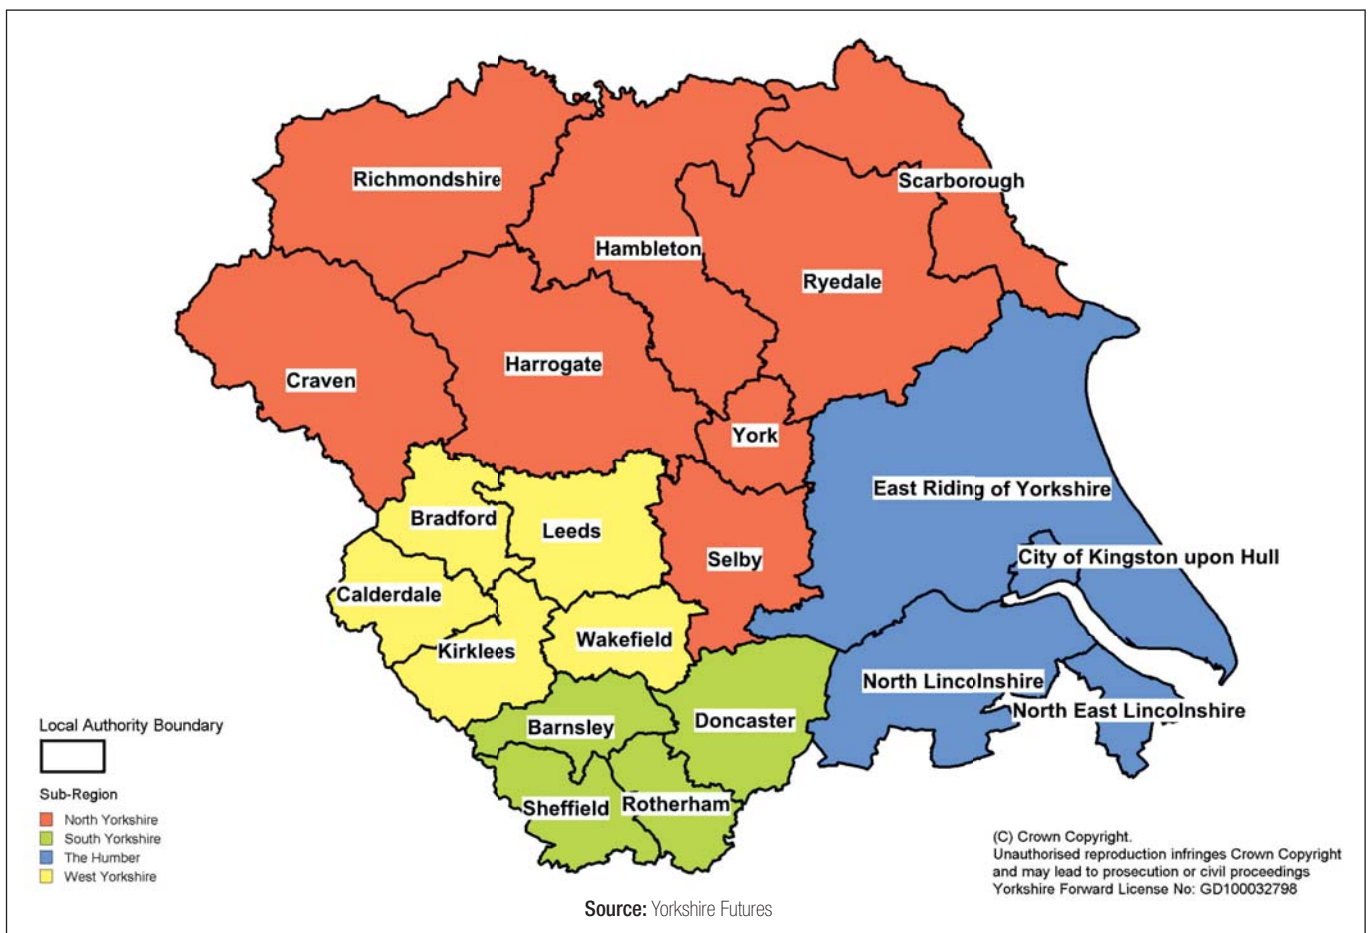 Richmondshire
Scarborough
Hambleton
Ryedale
Harrogate
Craven
York
East Riding of Yorkshire
Bradford
Leeds
Selby
City of Kingston upon Hull
Calderdale
Wakefield
Kirklees
North Lincolnshire
North East Lincolnshire
Doncaster
Barnsley
Sheffield
Rotherham
Local Authority Boundary
Sub-Region
North Yorkshire
South Yorkshire
The Humber
West Yorkshire
(C) Crown Copyright.
Unauthorised reproduction infringes Crown Copyright
and may lead to prosecution or civil proceedings
Yorkshire Forward License No: GD100032798
Source: Yorkshire Futures